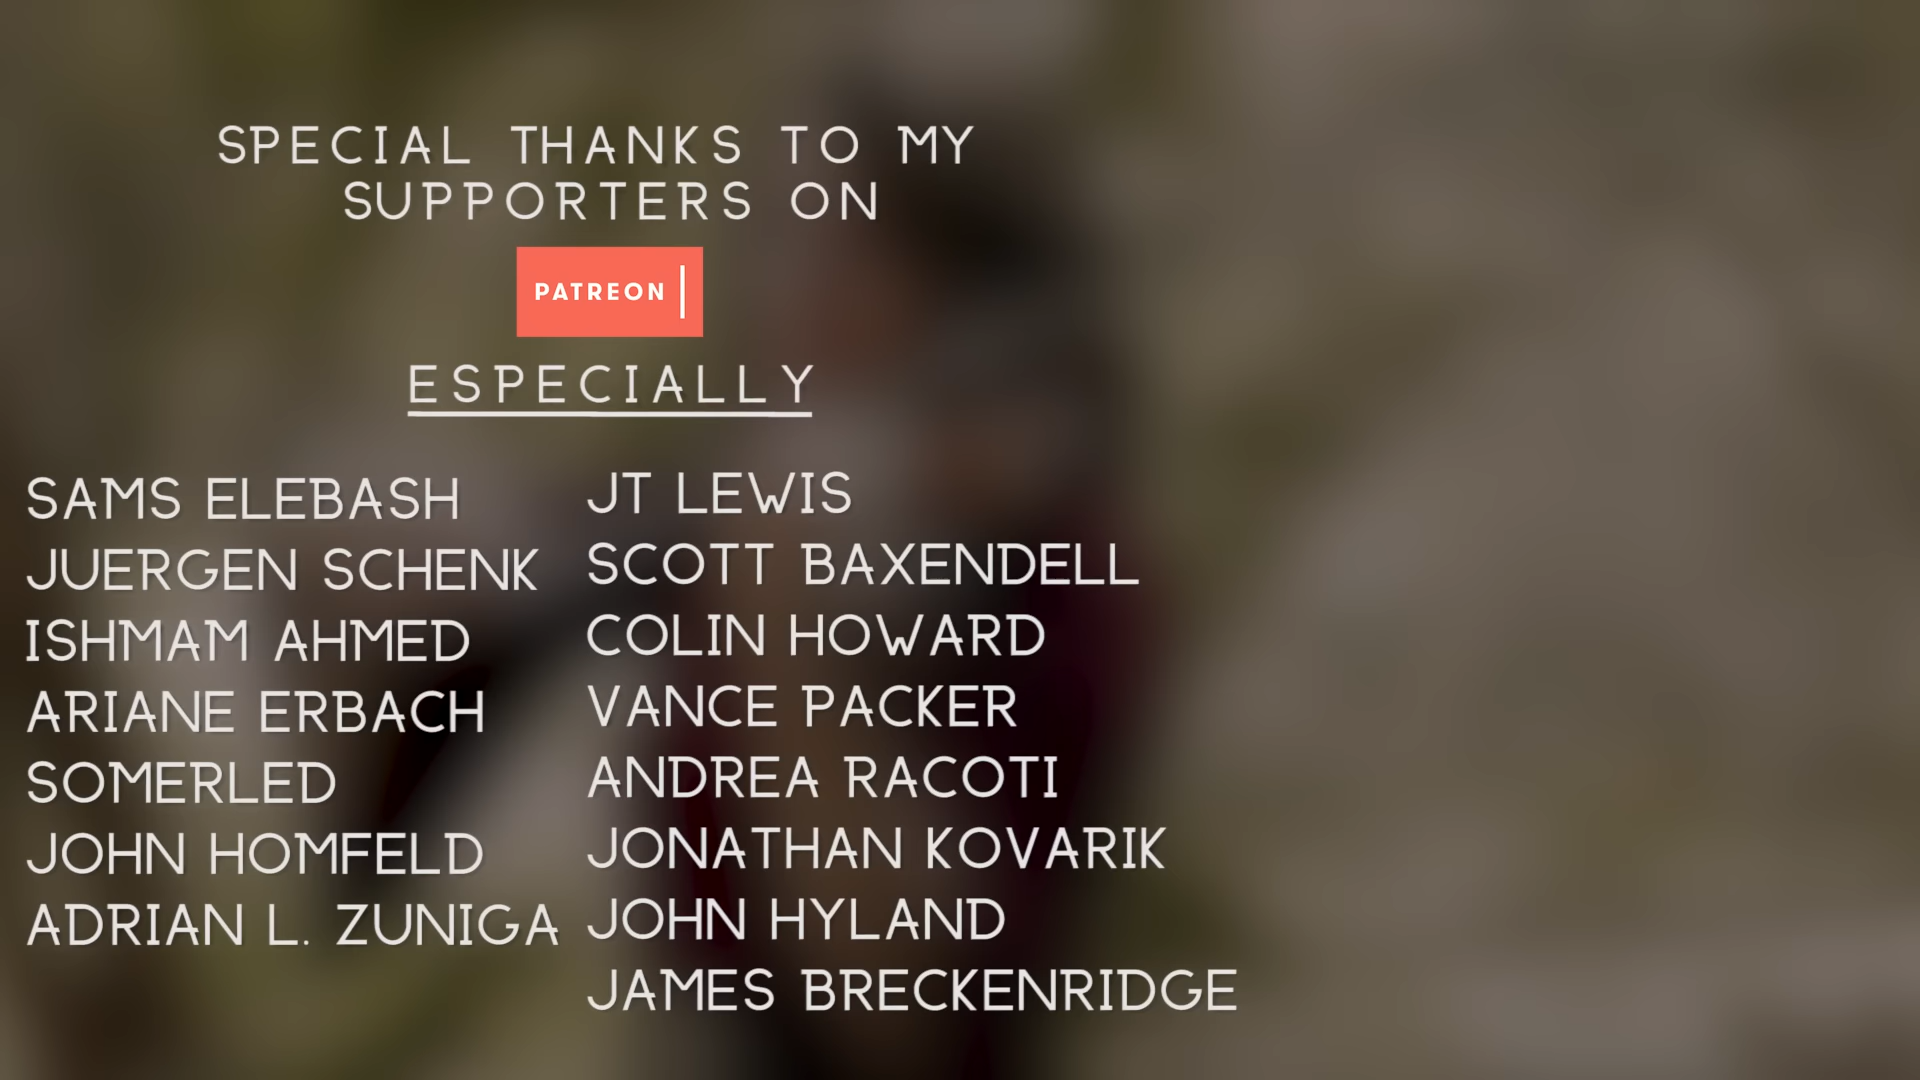 SPECIAL THANKS TO MY
SUPPORTERS ON
PATREON
ESPECIALLY
SAMS ELEBASH
JUERGEN SCHENK
ISHMAM AHMED
ARIANE ERBACH
SOMERLED
JOHN HOMFELD
ADRIAN L. ZUNIGA
JT LEWIS
SCOTT BAXENDELL
COLIN HOWARD
VANCE PACKER
ANDREA RACOTI
JONATHAN KOVARIK
JOHN HYLAND
JAMES BRECKENRIDGE